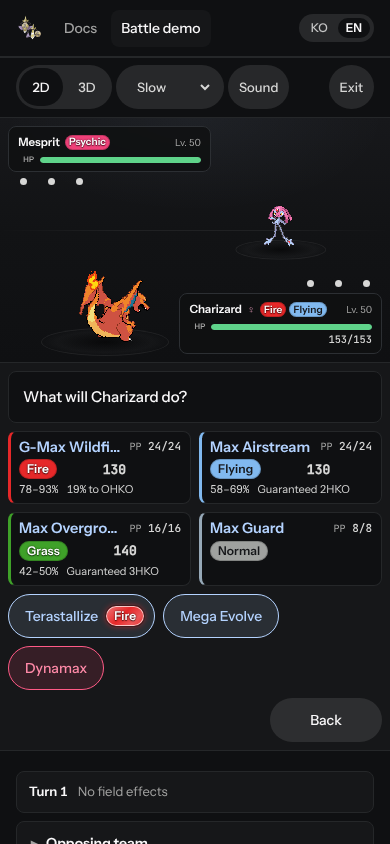 Docs Battle demo KO EN
2D 3D Slow Sound Exit
Mesprit Psychic Lv. 50
HP
Charizard ♀ Fire Flying Lv. 50
HP
153/153
What will Charizard do?
G-Max Wildfi... PP 24/24
Fire 130
78–93% 19% to OHKO
Max Airstream PP 24/24
Flying 130
58–69% Guaranteed 2HKO
Max Overgro... PP 16/16
Grass 140
42–50% Guaranteed 3HKO
Max Guard PP 8/8
Normal
Terastallize Fire Mega Evolve
Dynamax
Back
Turn 1 No field effects
Opposing team